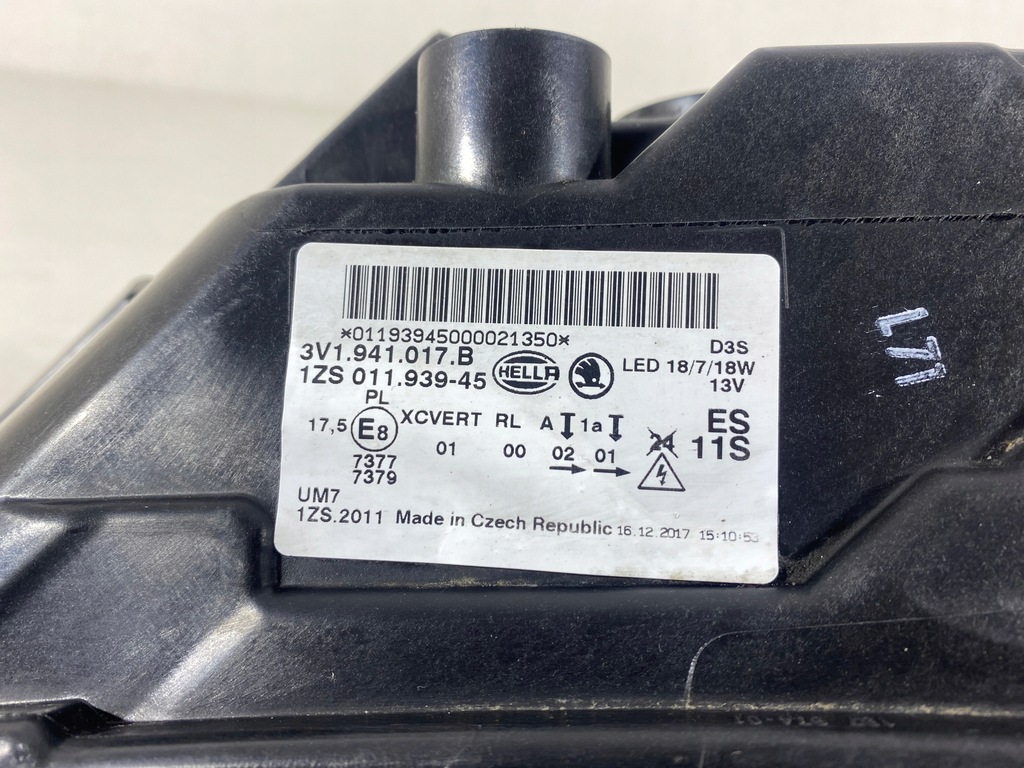 *011939450000021350*
3V1.941.017.B
1ZS 011.939-45
HELLA
D3S
LED 18/7/18W
13V
PL
17,5 E8 XCVERT RL A 1a
01 00 02 01
7377
7379
24
ES
11S
UM7
1ZS.2011 Made in Czech Republic 16.12.2017 15:10:53
L71